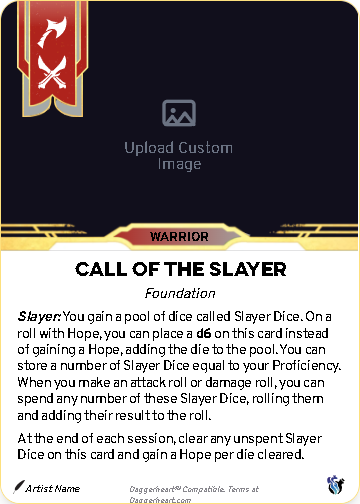 Upload Custom
Image
WARRIOR
CALL OF THE SLAYER
Foundation
Slayer: You gain a pool of dice called Slayer Dice. On a
roll with Hope, you can place a d6 on this card instead
of gaining a Hope, adding the die to the pool. You can
store a number of Slayer Dice equal to your Proficiency.
When you make an attack roll or damage roll, you can
spend any number of these Slayer Dice, rolling them
and adding their result to the roll.
At the end of each session, clear any unspent Slayer
Dice on this card and gain a Hope per die cleared.
Artist Name
Daggerheart™ Compatible. Terms at
Daggerheart.com